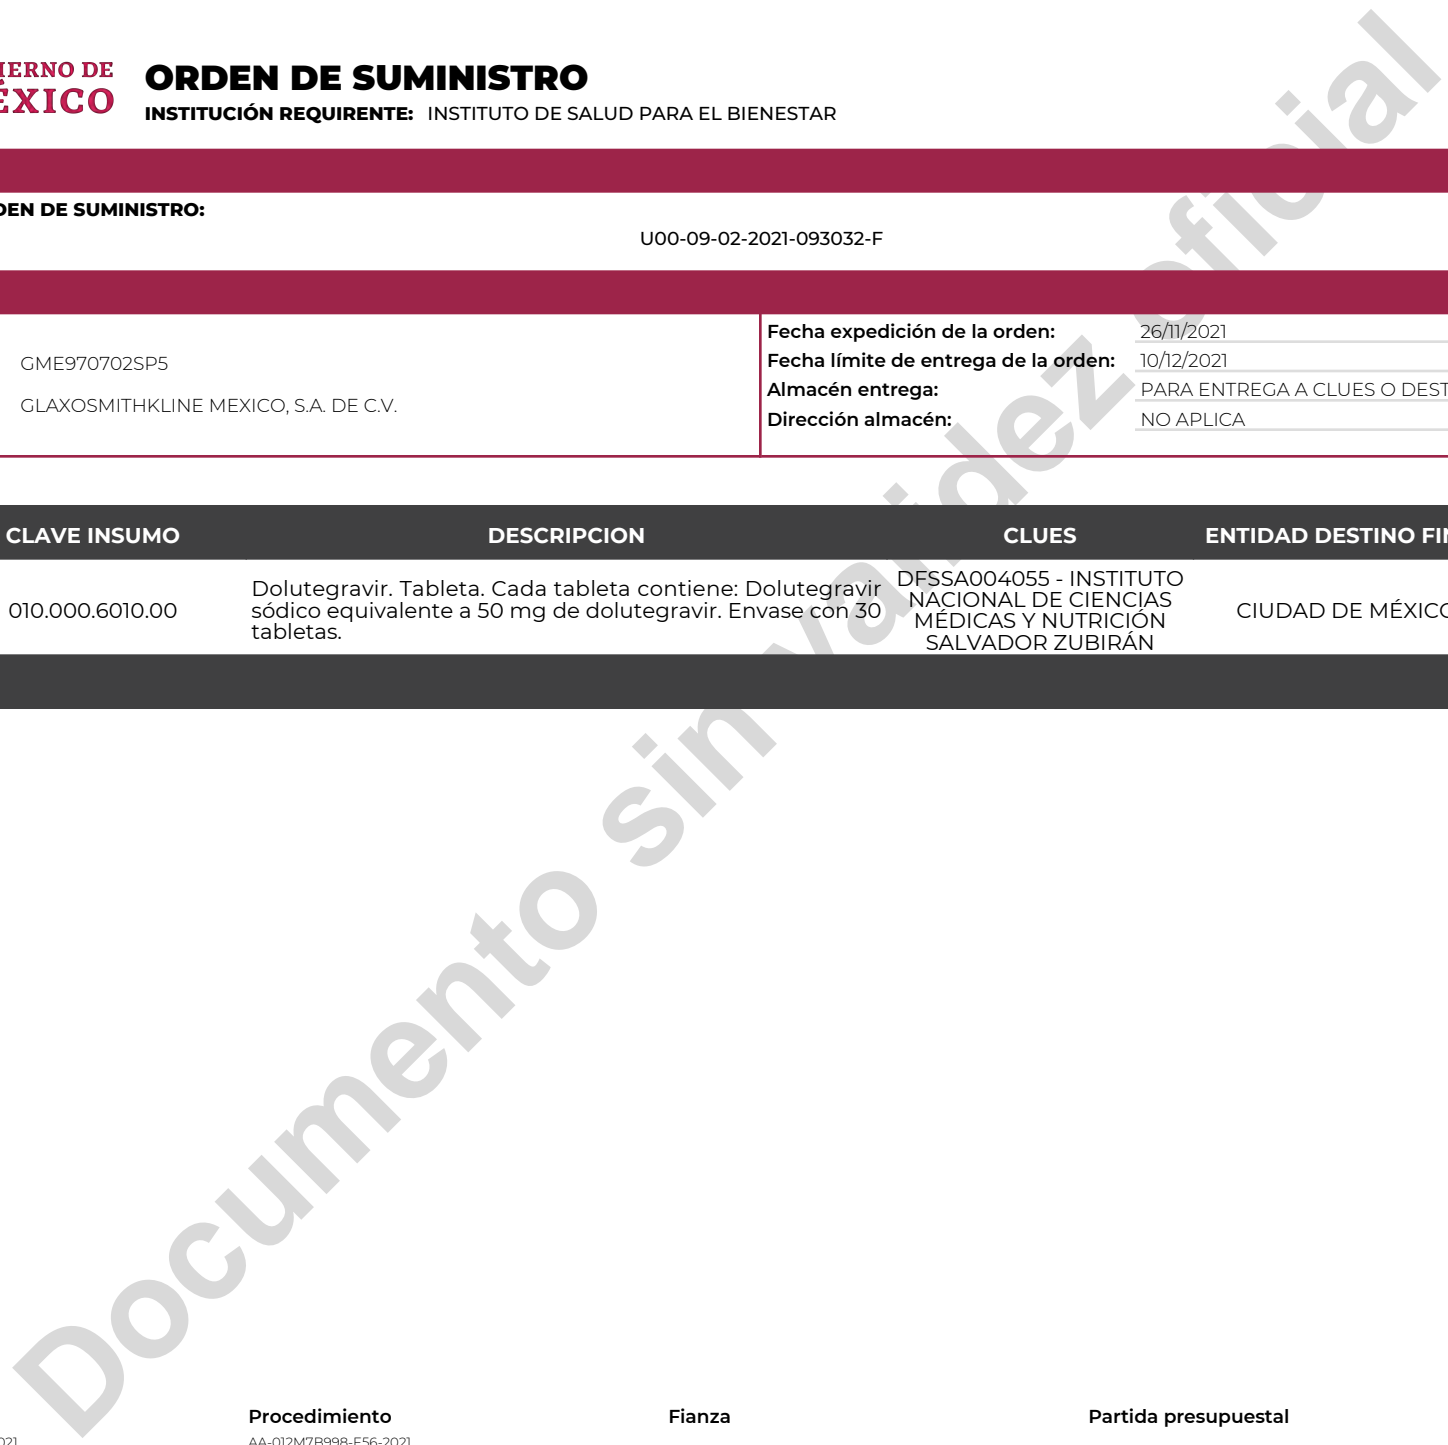 IERNO DE
ÉXICO
ORDEN DE SUMINISTRO
INSTITUCIÓN REQUIRENTE: INSTITUTO DE SALUD PARA EL BIENESTAR
DEN DE SUMINISTRO:
U00-09-02-2021-093032-F
GME970702SP5
GLAXOSMITHKLINE MEXICO, S.A. DE C.V.
Fecha expedición de la orden: 26/11/2021
Fecha límite de entrega de la orden: 10/12/2021
Almacén entrega: PARA ENTREGA A CLUES O DEST
Dirección almacén: NO APLICA
CLAVE INSUMO DESCRIPCION CLUES ENTIDAD DESTINO FIN
010.000.6010.00
Dolutegravir. Tableta. Cada tableta contiene: Dolutegravir
sódico equivalente a 50 mg de dolutegravir. Envase con 30
tabletas.
DFSSA004055 - INSTITUTO
NACIONAL DE CIENCIAS
MÉDICAS Y NUTRICIÓN
SALVADOR ZUBIRÁN
CIUDAD DE MÉXICO
Documento sin validez oficial
Procedimiento Fianza Partida presupuestal
021 AA-012M7B998-E56-2021